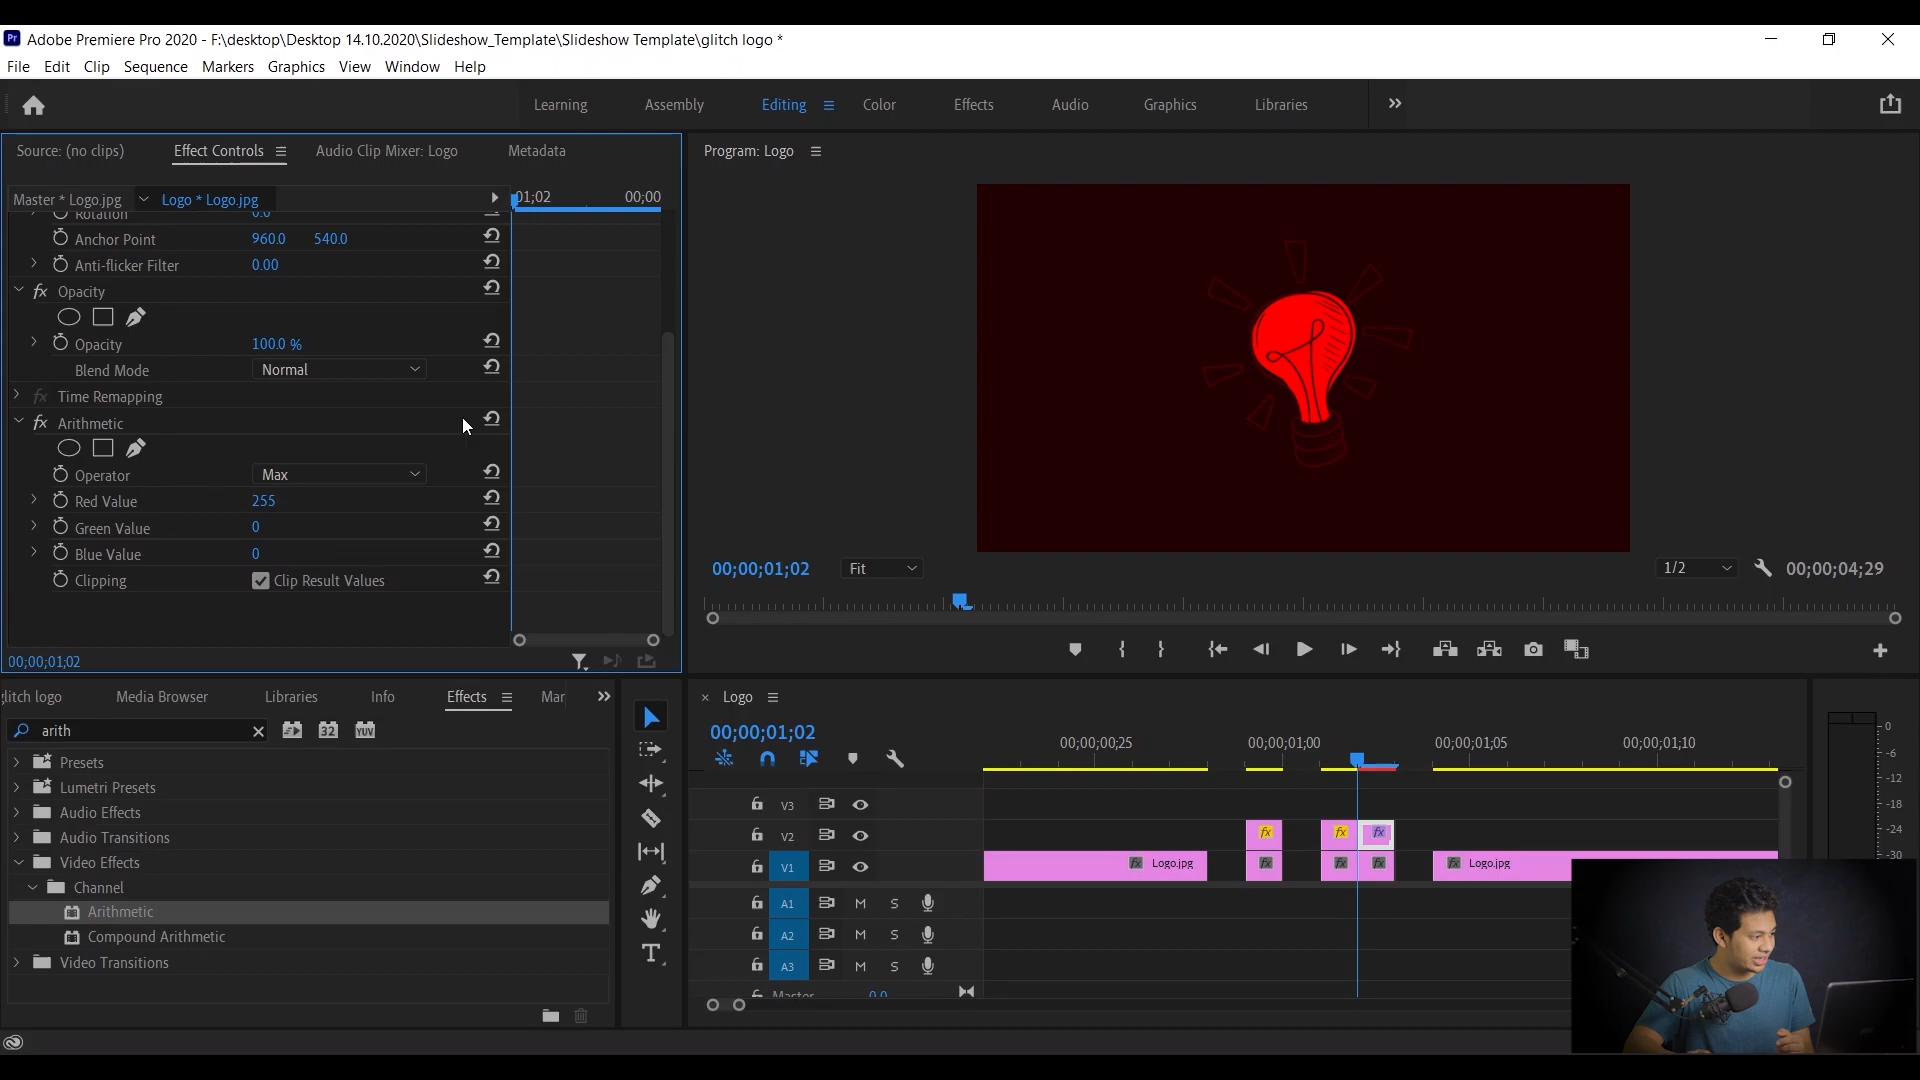 Adobe Premiere Pro 2020 - F:\desktop\Desktop 14.10.2020\Slideshow_Template\Slideshow Template\glitch logo *
File Edit Clip Sequence Markers Graphics View Window Help
Learning Assembly Editing Color Effects Audio Graphics Libraries
Source: (no clips) Effect Controls Audio Clip Mixer: Logo Metadata
Program: Logo
Master * Logo.jpg Logo * Logo.jpg
01;02 00;00
Rotation 0.0
Anchor Point 960.0 540.0
Anti-flicker Filter 0.00
fx Opacity
Opacity 100.0 %
Blend Mode Normal
fx Time Remapping
fx Arithmetic
Operator Max
Red Value 255
Green Value 0
Blue Value 0
Clipping Clip Result Values
00;00;01;02
00;00;01;02 Fit 1/2 00;00;04;29
glitch logo Media Browser Libraries Info Effects Mar
arith
32 YUV
Presets
Lumetri Presets
Audio Effects
Audio Transitions
Video Effects
Channel
Arithmetic
Compound Arithmetic
Video Transitions
× Logo
00;00;01;02
00;00;00;25 00;00;01;00 00;00;01;05 00;00;01;10
V3
V2 fx fx fx
V1 fx Logo.jpg fx fx fx fx Logo.jpg
A1 M S
A2 M S
A3 M S
Master 0.0
0
-6
-12
-18
-24
-30